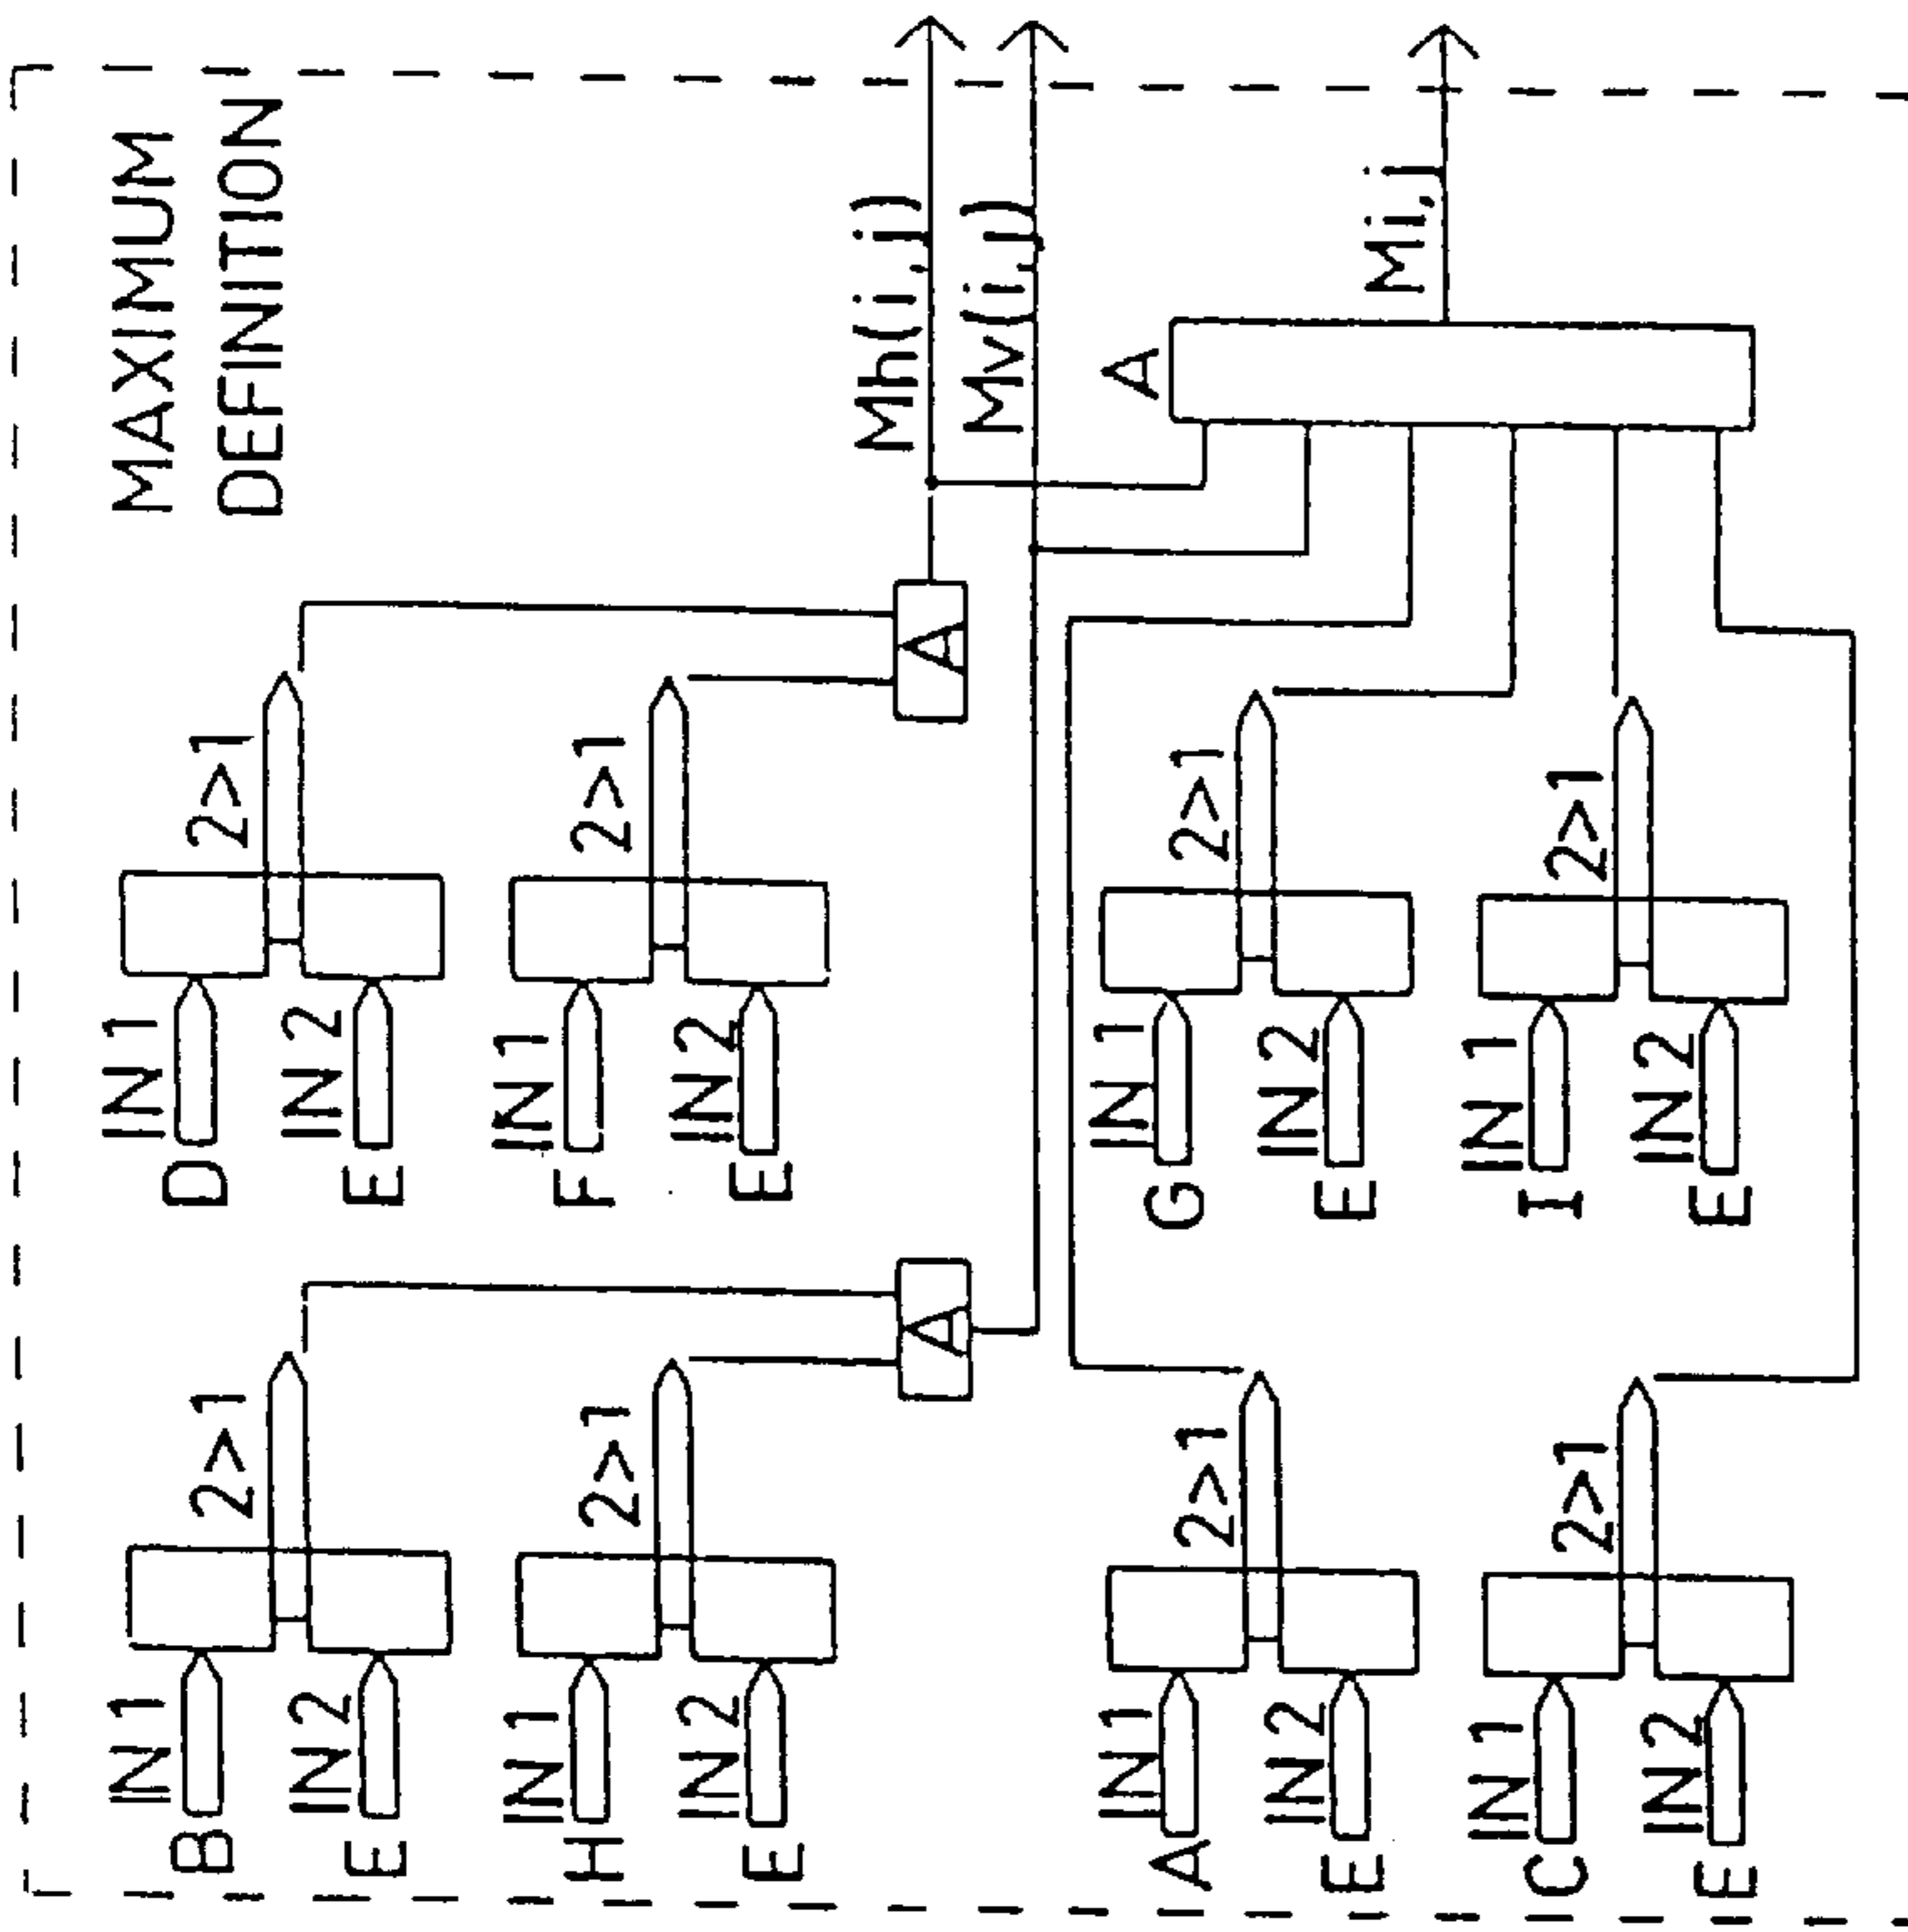 MAXIMUM
DEFINITION
IN1
B
2>1
IN2
E
IN1
D
2>1
IN2
E
IN1
H
2>1
IN2
E
IN1
F
2>1
IN2
E
A
A
Mh(i,j)
Mv(i,j)
IN1
A
2>1
IN2
E
IN1
G
2>1
IN2
E
A
Mi,j
IN1
C
2>1
IN2
E
IN1
I
2>1
IN2
E